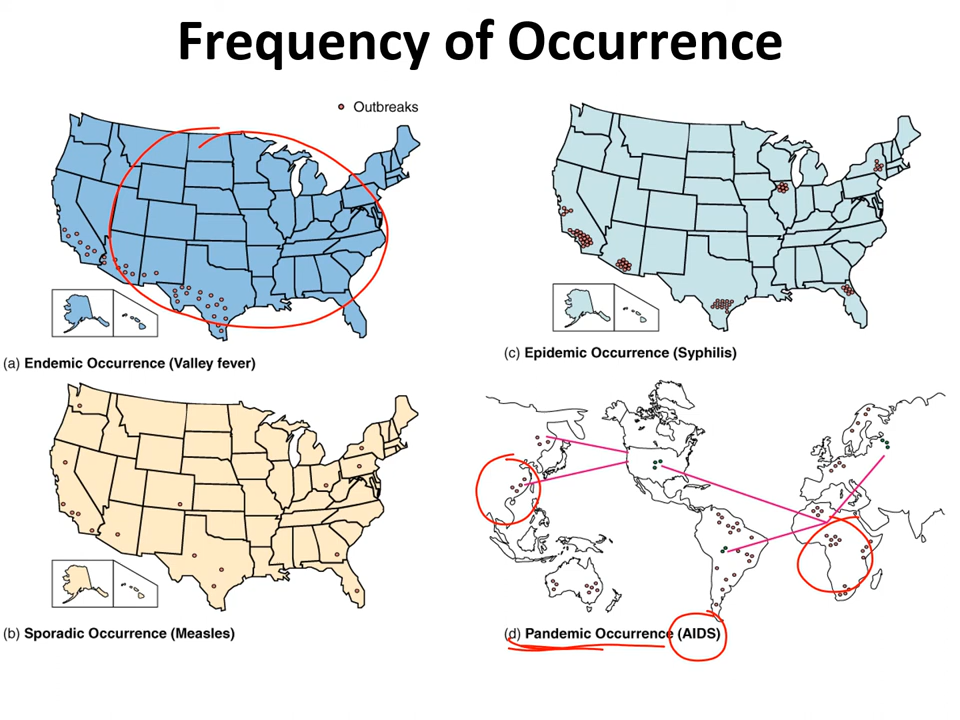 Frequency of Occurrence
Outbreaks
(a) Endemic Occurrence (Valley fever)
(c) Epidemic Occurrence (Syphilis)
(b) Sporadic Occurrence (Measles)
(d) Pandemic Occurrence (AIDS)